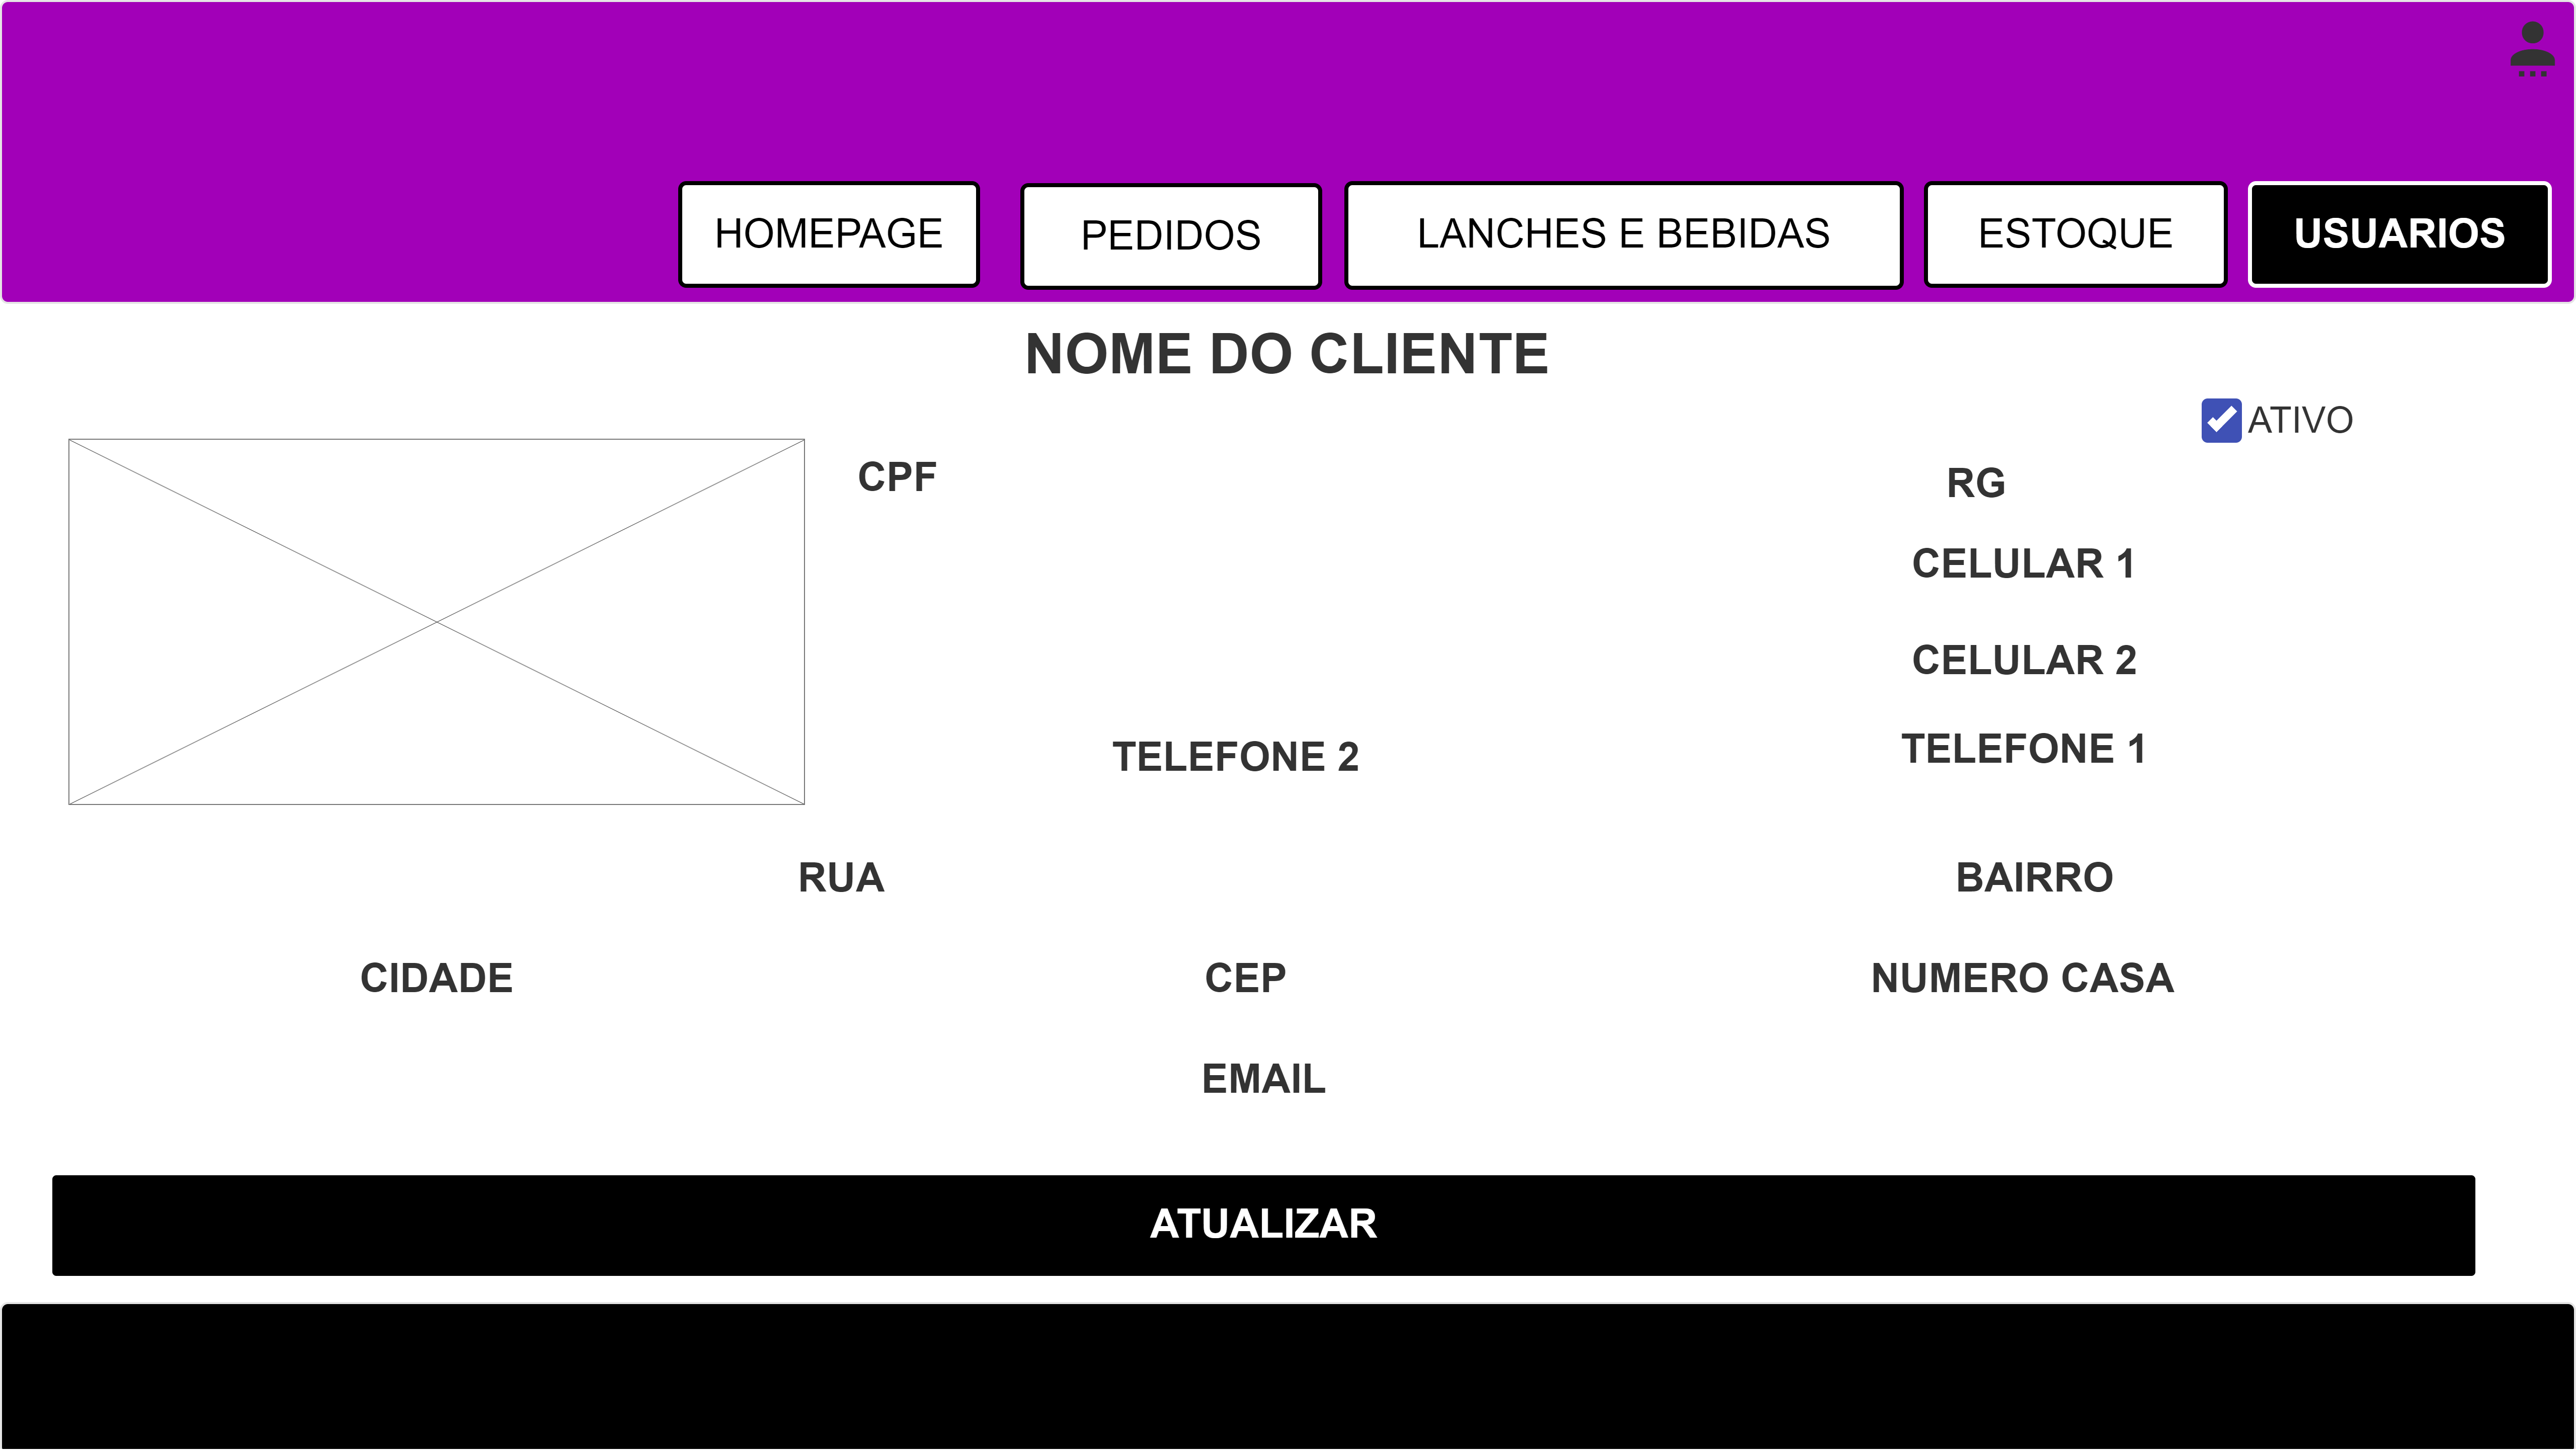 HOMEPAGE
PEDIDOS
LANCHES E BEBIDAS
ESTOQUE
USUARIOS
NOME DO CLIENTE
ATIVO
CPF
RG
CELULAR 1
CELULAR 2
TELEFONE 2
TELEFONE 1
RUA
BAIRRO
CIDADE
CEP
NUMERO CASA
EMAIL
ATUALIZAR